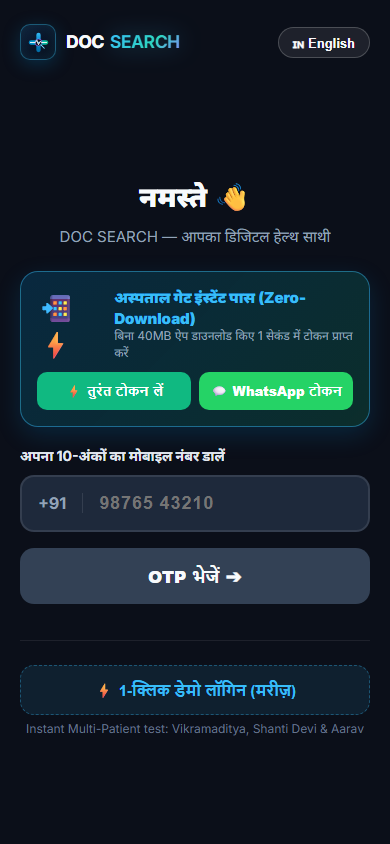 DOC SEARCH
IN English
नमस्ते 👋
DOC SEARCH — आपका डिजिटल हेल्थ साथी
अस्पताल गेट इंस्टेंट पास (Zero-
Download)
बिना 40MB ऐप डाउनलोड किए 1 सेकंड में टोकन प्राप्त
करें
⚡ तुरंत टोकन लें
💬 WhatsApp टोकन
अपना 10-अंकों का मोबाइल नंबर डालें
+91 98765 43210
OTP भेजें ➔
⚡ 1-क्लिक डेमो लॉगिन (मरीज़)
Instant Multi-Patient test: Vikramaditya, Shanti Devi & Aarav